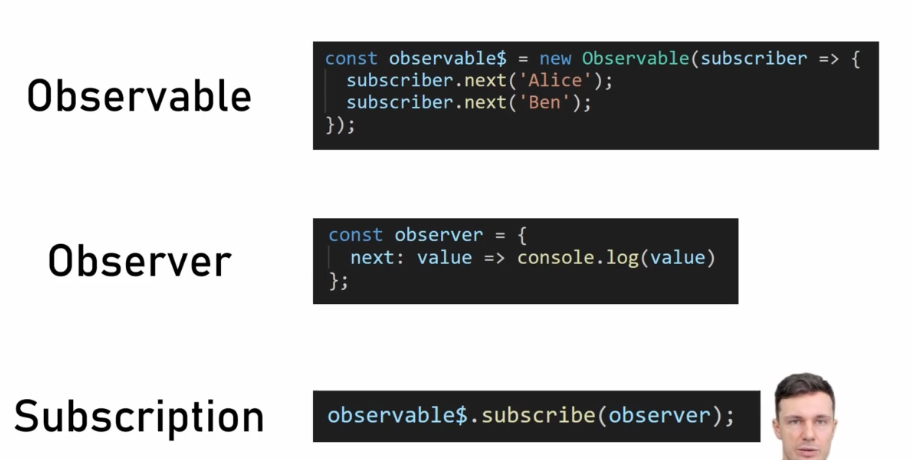 Observable
const observable$ = new Observable(subscriber => {
  subscriber.next('Alice');
  subscriber.next('Ben');
});
Observer
const observer = {
  next: value => console.log(value)
};
Subscription
observable$.subscribe(observer);